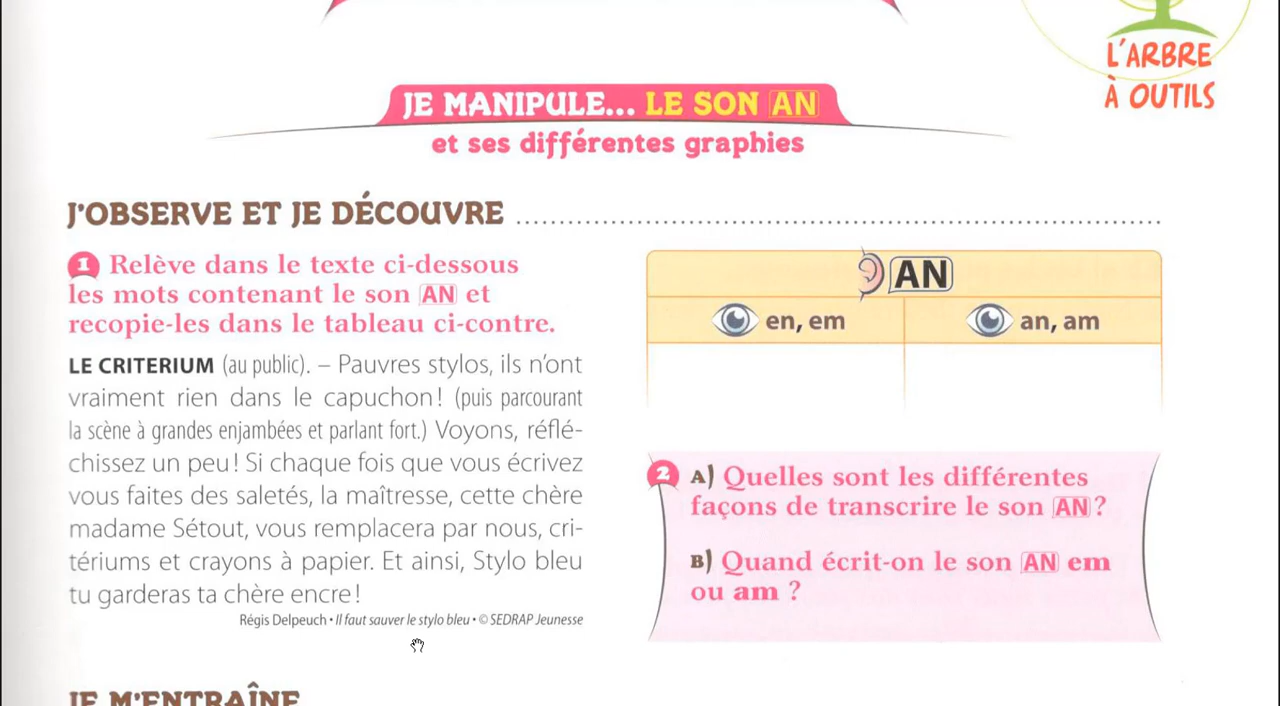 L'ARBRE
À OUTILS
JE MANIPULE... LE SON AN
et ses différentes graphies
J'OBSERVE ET JE DÉCOUVRE
1 Relève dans le texte ci-dessous
les mots contenant le son AN et
recopie-les dans le tableau ci-contre.
LE CRITERIUM (au public). – Pauvres stylos, ils n'ont
vraiment rien dans le capuchon! (puis parcourant
la scène à grandes enjambées et parlant fort.) Voyons, réflé-
chissez un peu! Si chaque fois que vous écrivez
vous faites des saletés, la maîtresse, cette chère
madame Sétout, vous remplacera par nous, cri-
tériums et crayons à papier. Et ainsi, Stylo bleu
tu garderas ta chère encre!
Régis Delpeuch • Il faut sauver le stylo bleu • © SEDRAP Jeunesse
AN
en, em
an, am
2 A) Quelles sont les différentes
façons de transcrire le son AN?
B) Quand écrit-on le son AN em
ou am ?
JE M'ENTRAÎNE